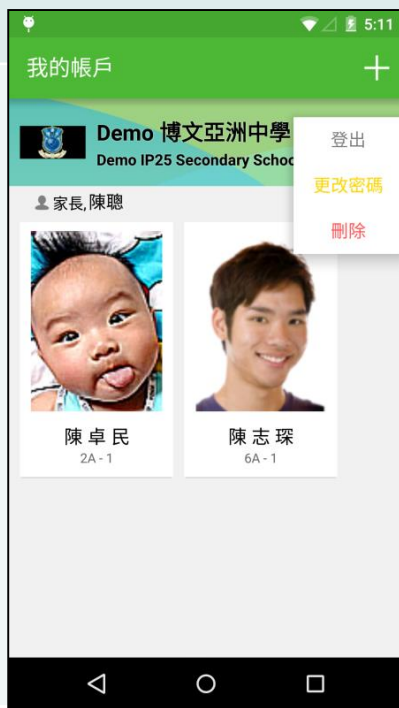 5:11
我的帳戶
Demo 博文亞洲中學
Demo IP25 Secondary Schoo
登出
更改密碼
刪除
家長,陳聰
陳 卓 民
2A - 1
陳 志 琛
6A - 1